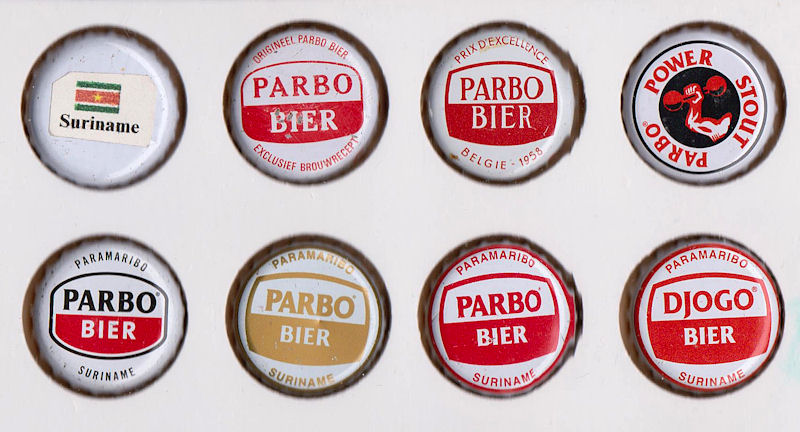 Suriname
ORIGINEEL PARBO BIER
PARBO
BIER
EXCLUSIEF BROUWRECEPT
PRIX D'EXCELLENCE
PARBO
BIER
BELGIE - 1958
POWER STOUT
PARBO®
PARAMARIBO
PARBO®
BIER
SURINAME
PARAMARIBO
PARBO®
BIER
SURINAME
PARAMARIBO
PARBO®
BIER
SURINAME
PARAMARIBO
DJOGO®
BIER
SURINAME